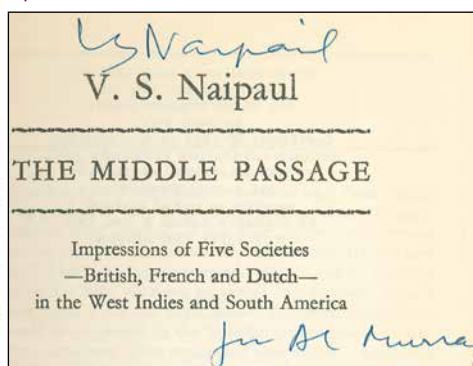 VS Naipaul
V. S. Naipaul
THE MIDDLE PASSAGE
Impressions of Five Societies
—British, French and Dutch—
in the West Indies and South America
for Al Murray